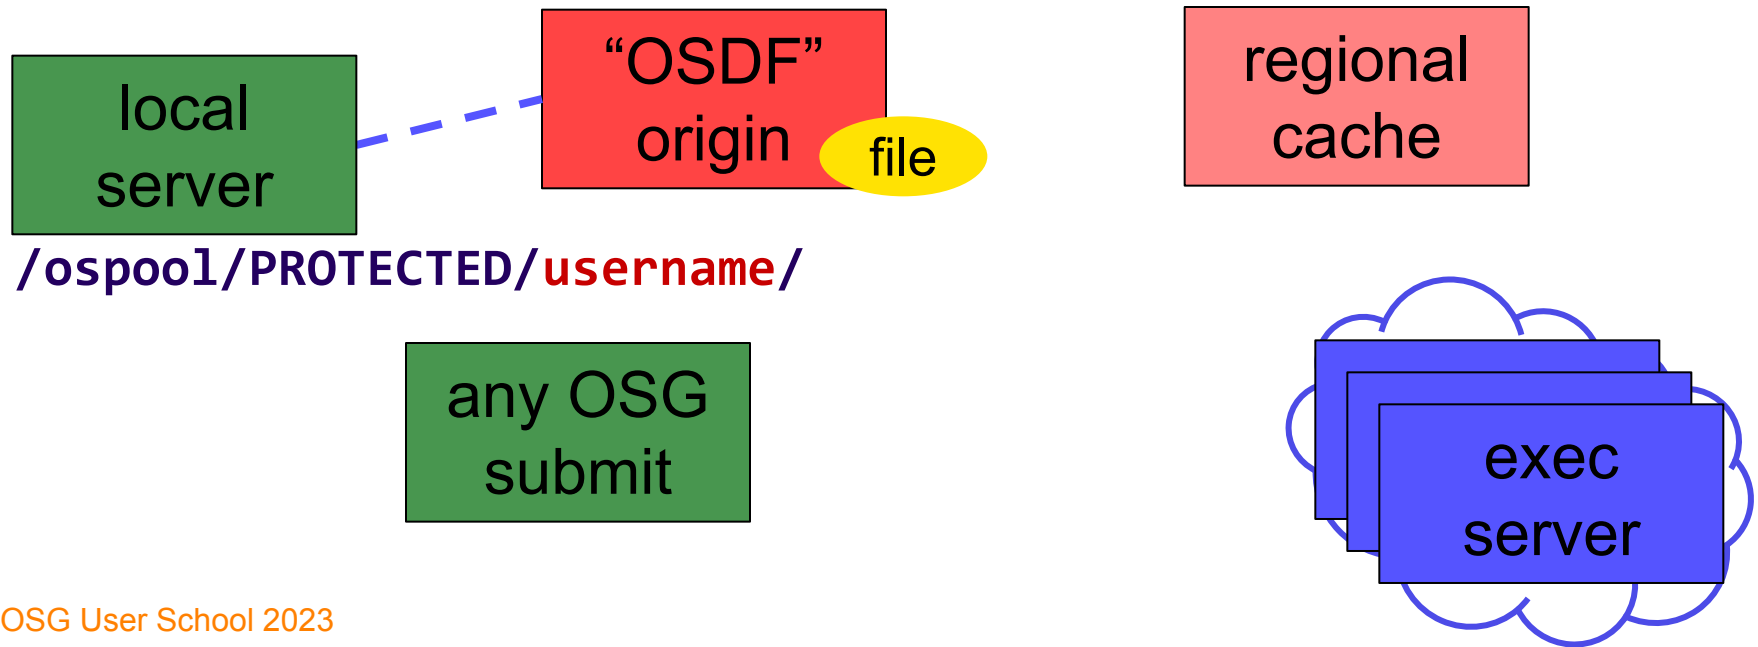 local
server
“OSDF”
origin
file
regional
cache
/ospool/PROTECTED/username/
any OSG
submit
exec
server
OSG User School 2023